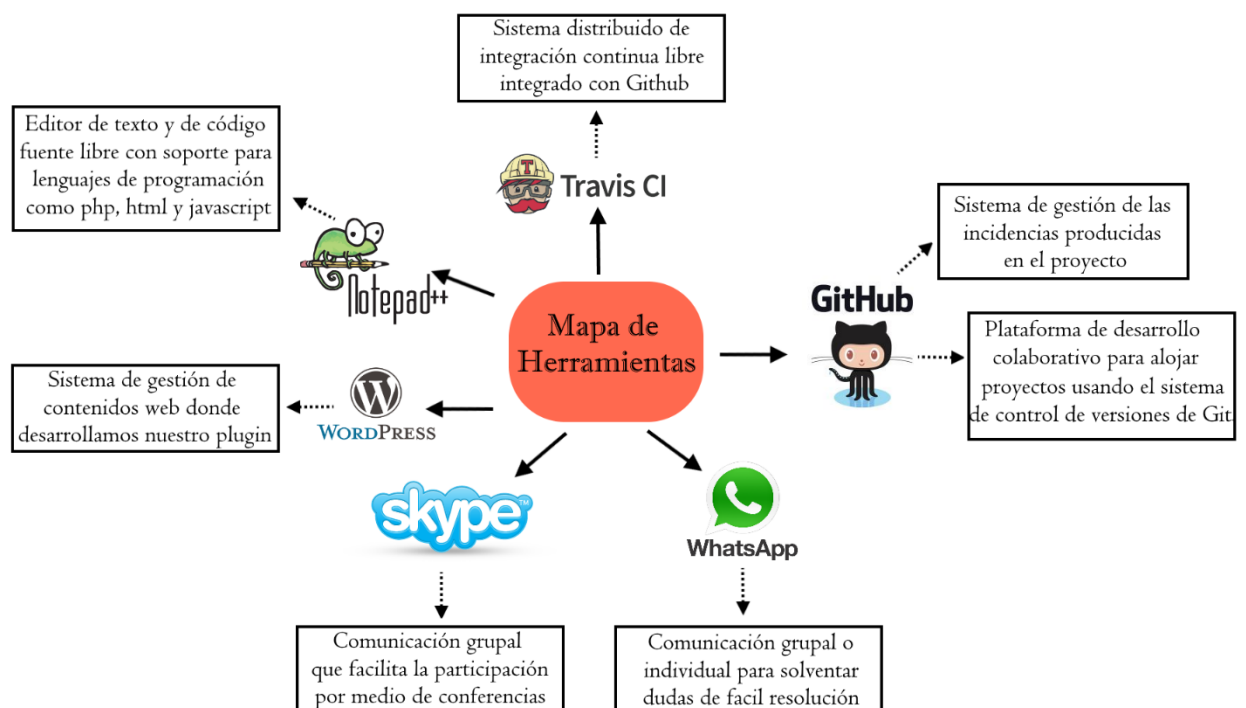 Sistema distribuido de
integración continua libre
integrado con Github
Travis CI
Editor de texto y de código
fuente libre con soporte para
lenguajes de programación
como php, html y javascript
Notepad++
Sistema de gestión de las
incidencias producidas
en el proyecto
GitHub
Plataforma de desarrollo
colaborativo para alojar
proyectos usando el sistema
de control de versiones de Git.
Mapa de
Herramientas
Sistema de gestión de
contenidos web donde
desarrollamos nuestro plugin
WORDPRESS
skype™
WhatsApp
Comunicación grupal
que facilita la participación
por medio de conferencias
Comunicación grupal o
individual para solventar
dudas de facil resolución